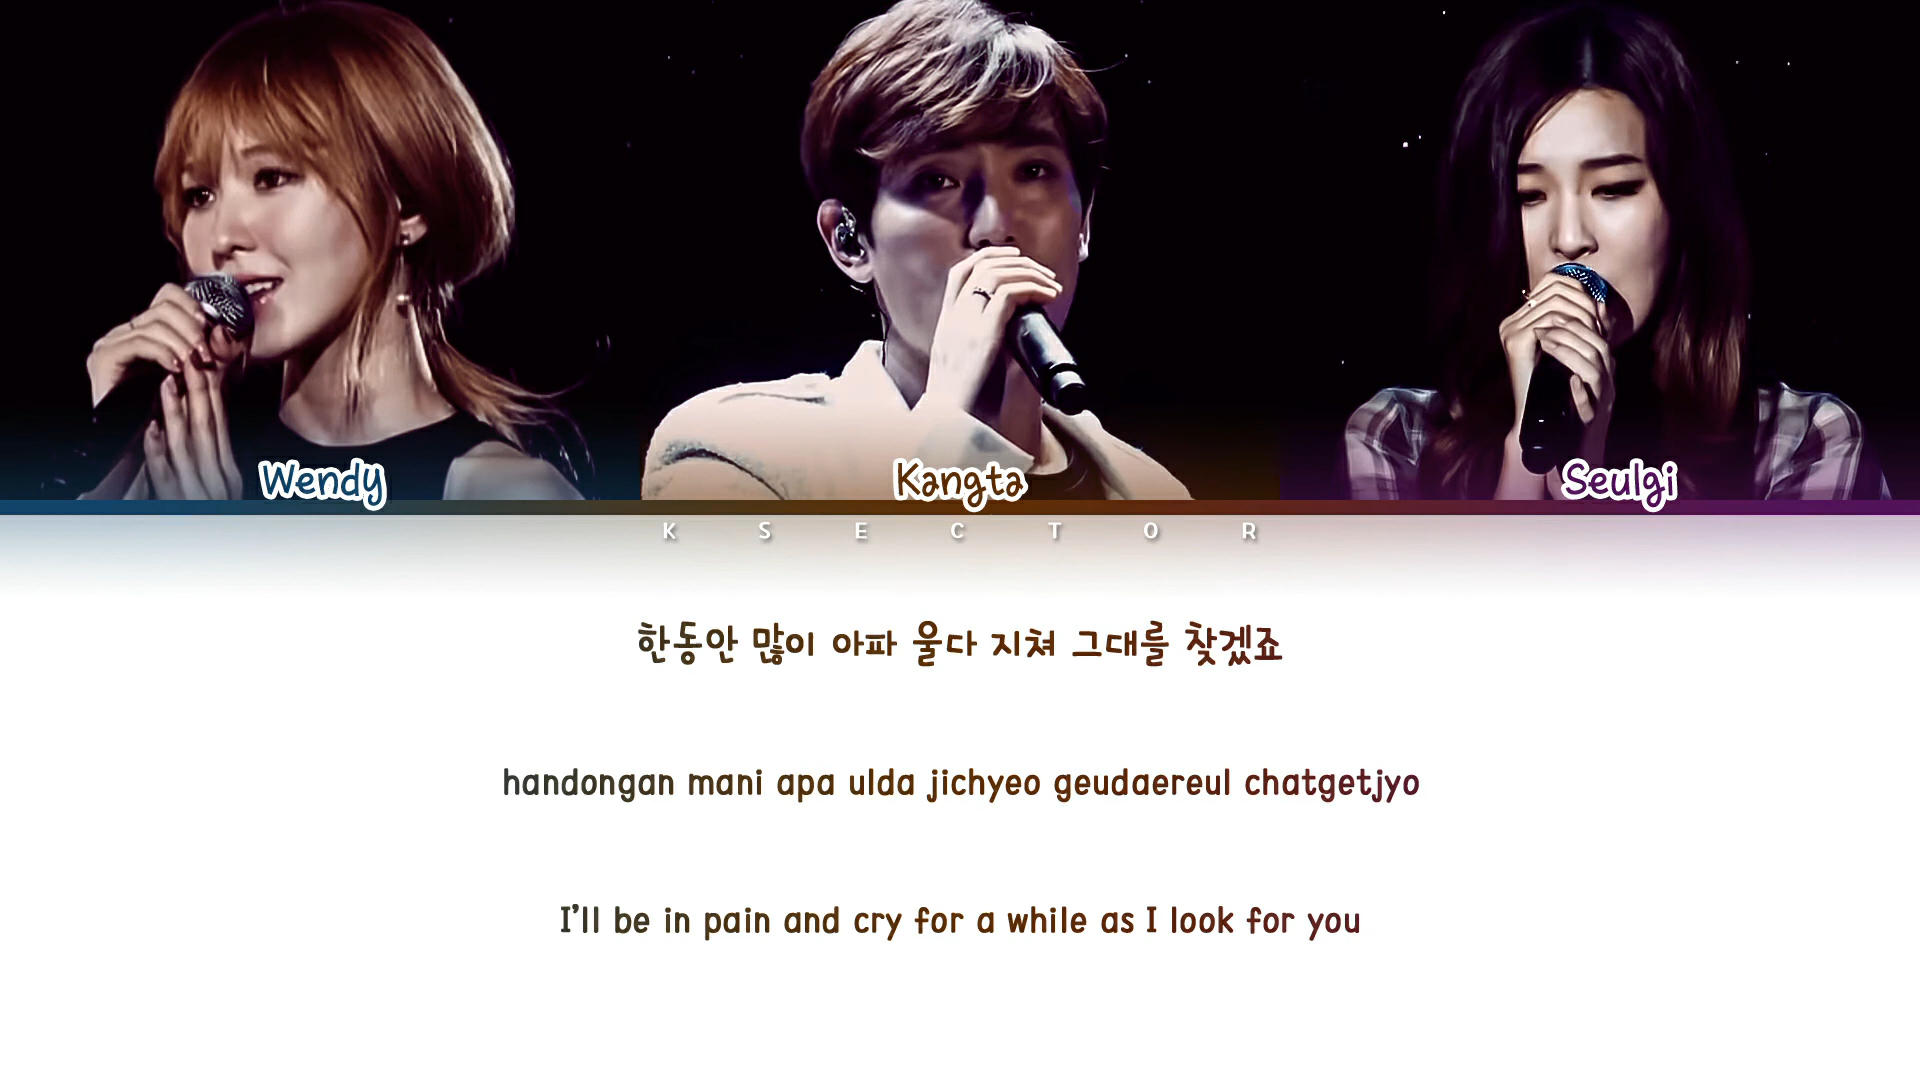 Wendy Kangta Seulgi
K S E C T O R
한동안 많이 아파 울다 지쳐 그대를 찾겠죠
handongan mani apa ulda jichyeo geudaereul chatgetjyo
I'll be in pain and cry for a while as I look for you